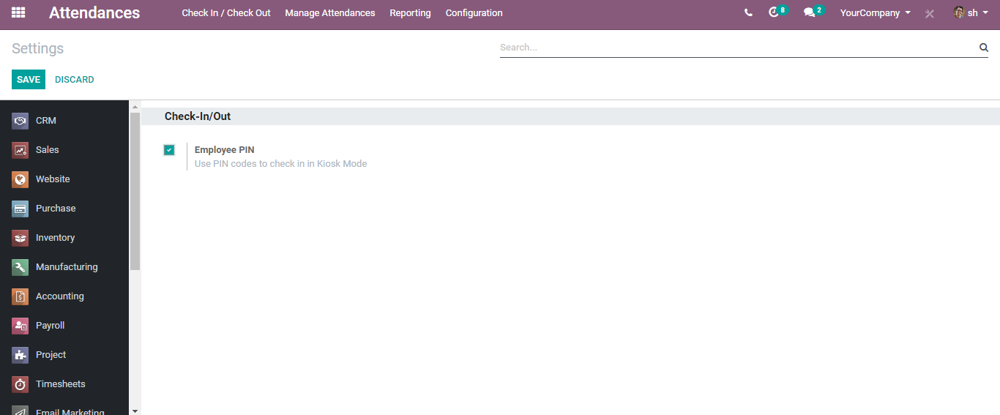 Attendances Check In / Check Out Manage Attendances Reporting Configuration 8 2 YourCompany sh
Settings
Search...
SAVE DISCARD
Check-In/Out
Employee PIN
Use PIN codes to check in in Kiosk Mode
CRM
Sales
Website
Purchase
Inventory
Manufacturing
Accounting
Payroll
Project
Timesheets
Email Marketing